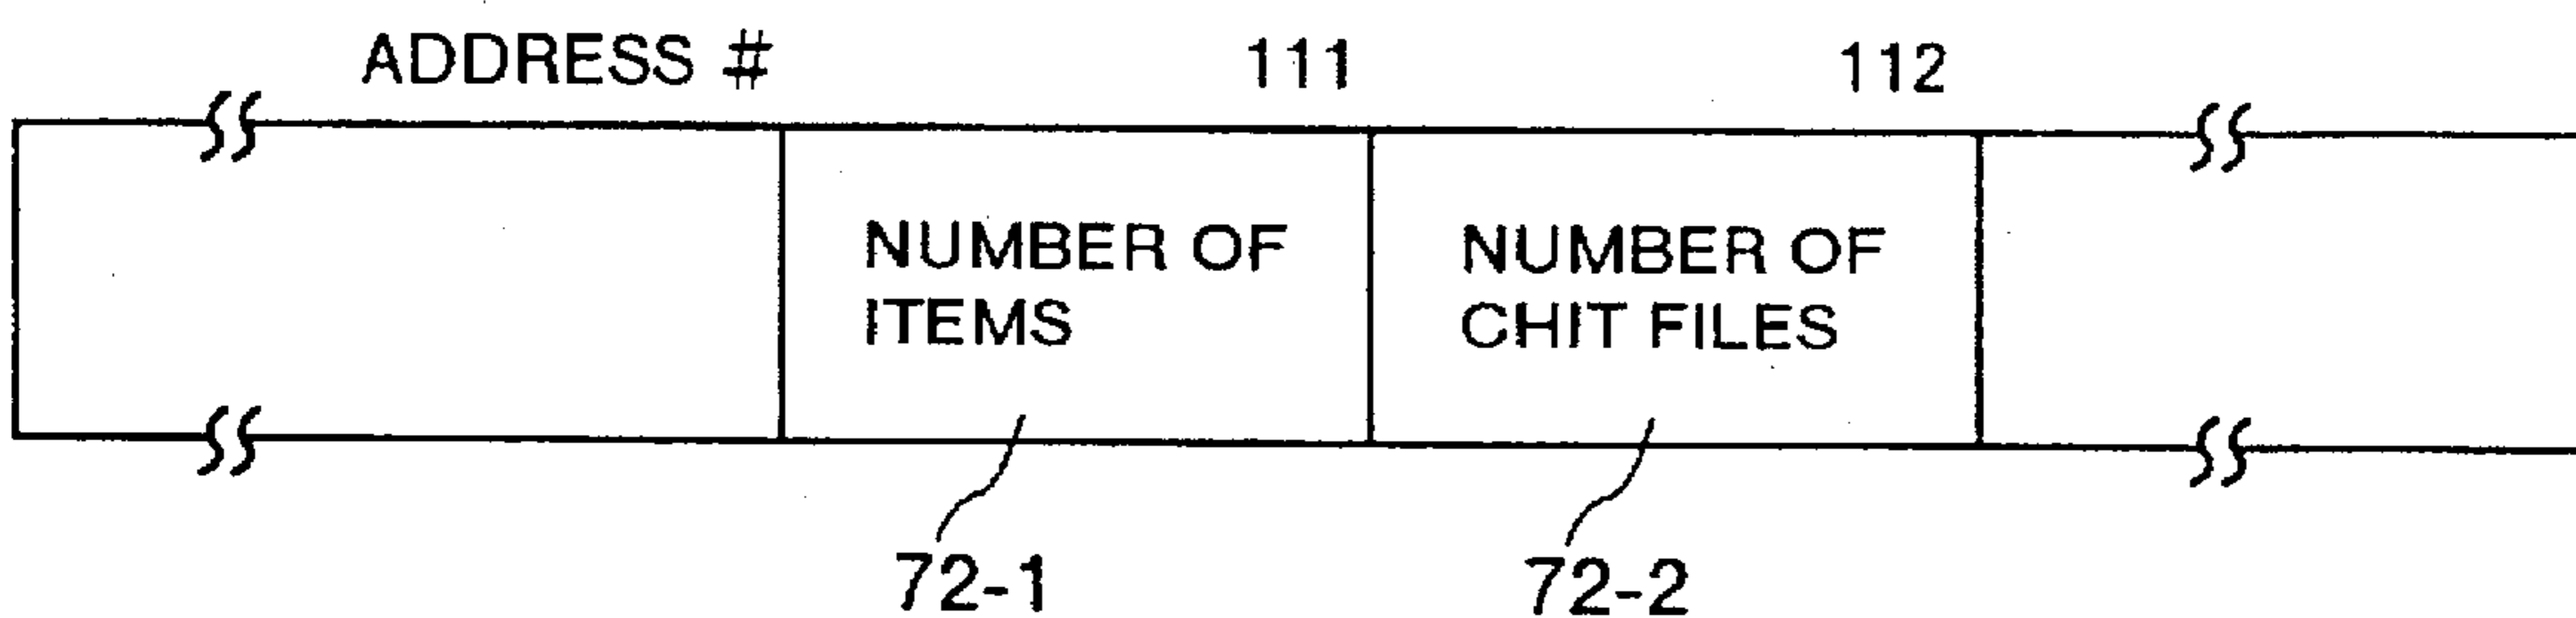 ADDRESS # 111 112
NUMBER OF
ITEMS
NUMBER OF
CHIT FILES
72-1 72-2